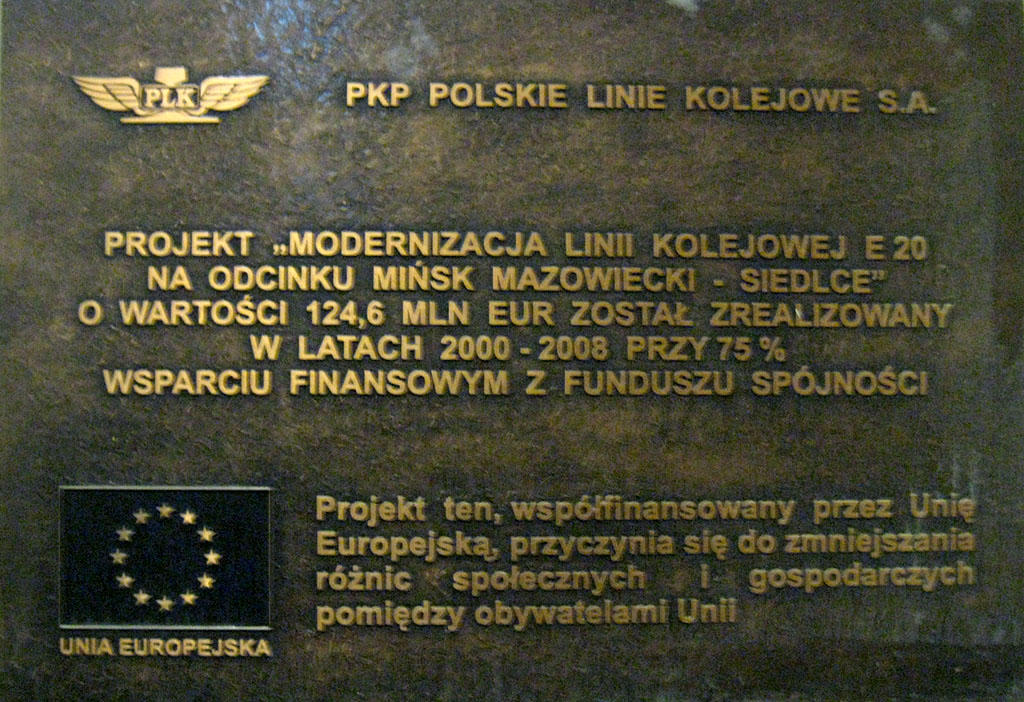 PLK
PKP POLSKIE LINIE KOLEJOWE S.A.
PROJEKT „MODERNIZACJA LINII KOLEJOWEJ E 20
NA ODCINKU MIŃSK MAZOWIECKI - SIEDLCE”
O WARTOŚCI 124,6 MLN EUR ZOSTAŁ ZREALIZOWANY
W LATACH 2000 - 2008 PRZY 75 %
WSPARCIU FINANSOWYM Z FUNDUSZU SPÓJNOŚCI
Projekt ten, współfinansowany przez Unię
Europejską, przyczynia się do zmniejszania
różnic społecznych i gospodarczych
pomiędzy obywatelami Unii
UNIA EUROPEJSKA